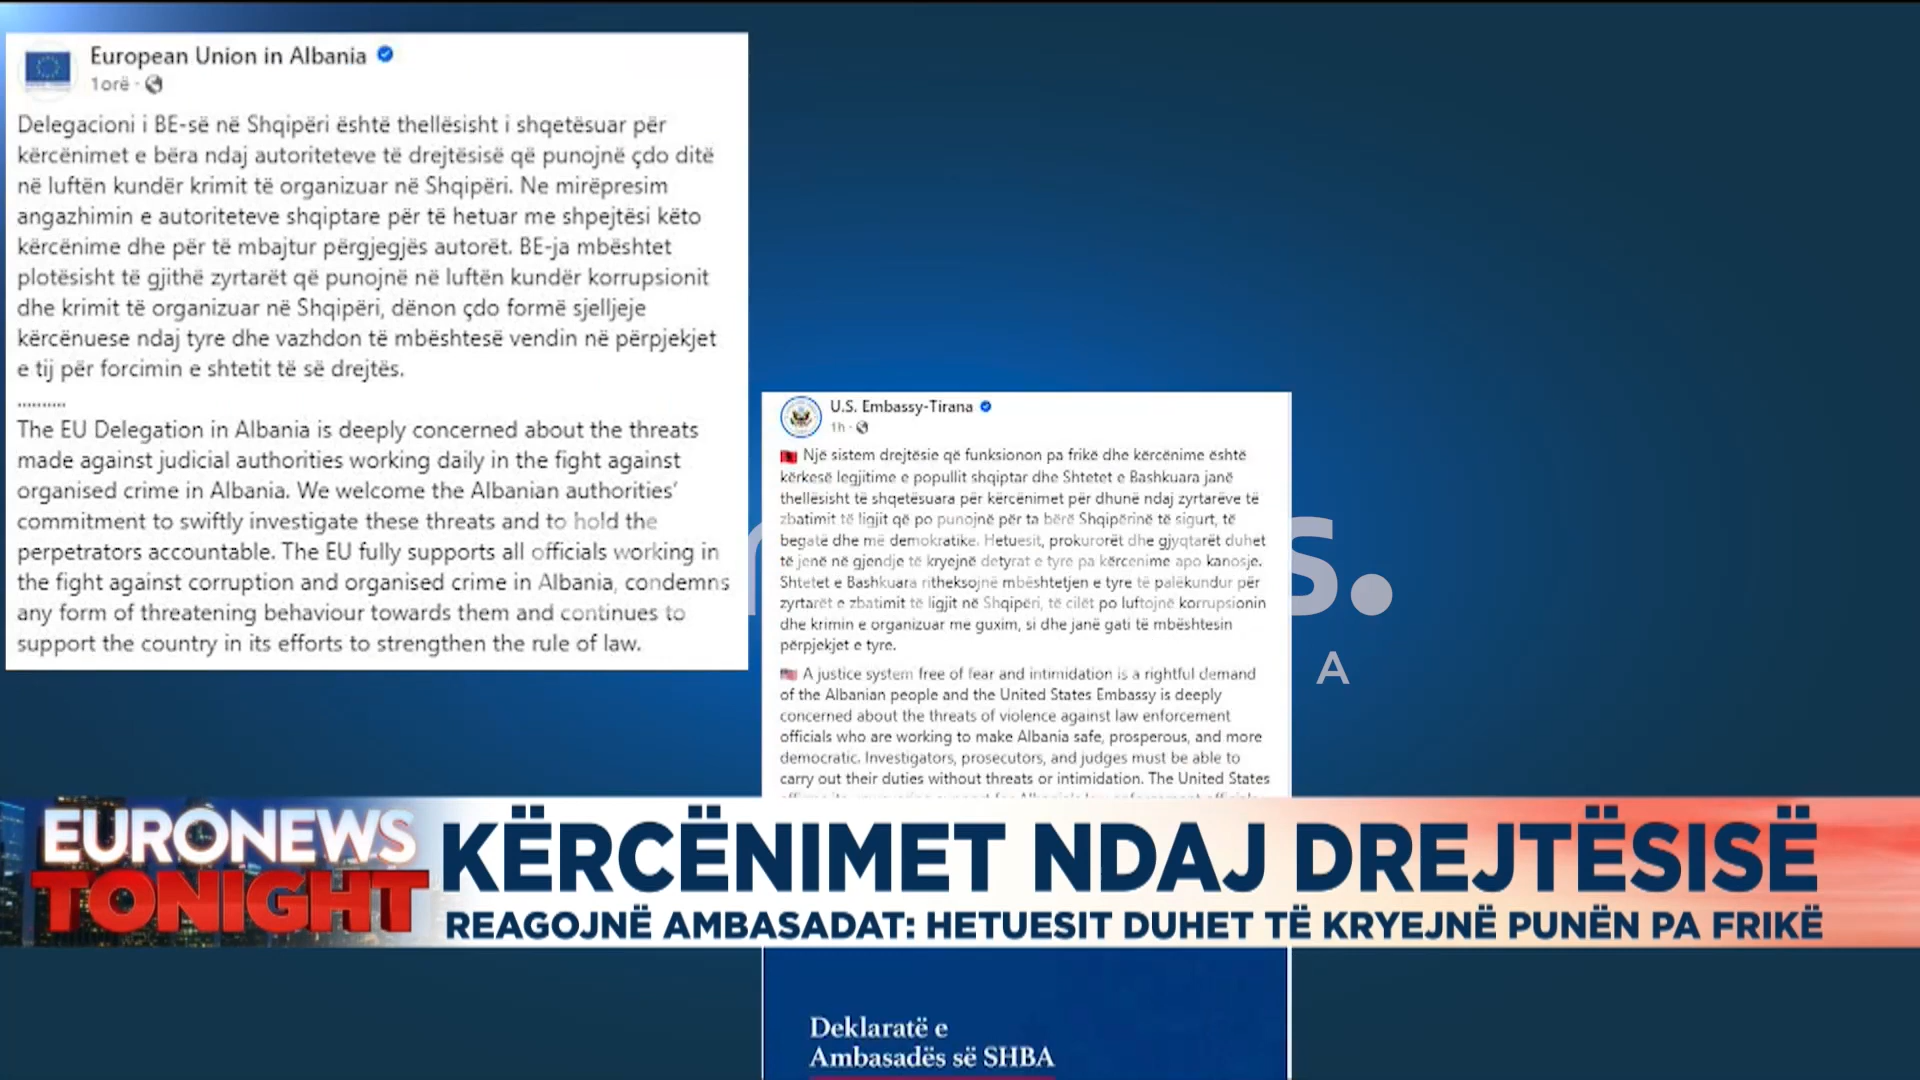 European Union in Albania
1 orë ·
Delegacioni i BE-së në Shqipëri është thellësisht i shqetësuar për
kërcënimet e bëra ndaj autoriteteve të drejtësisë që punojnë çdo ditë
në luftën kundër krimit të organizuar në Shqipëri. Ne mirëpresim
angazhimin e autoriteteve shqiptare për të hetuar me shpejtësi këto
kërcënime dhe për të mbajtur përgjegjës autorët. BE-ja mbështet
plotësisht të gjithë zyrtarët që punojnë në luftën kundër korrupsionit
dhe krimit të organizuar në Shqipëri, dënon çdo formë sjelljeje
kërcënuese ndaj tyre dhe vazhdon të mbështesë vendin në përpjekjet
e tij për forcimin e shtetit të së drejtës.
..........
The EU Delegation in Albania is deeply concerned about the threats
made against judicial authorities working daily in the fight against
organised crime in Albania. We welcome the Albanian authorities'
commitment to swiftly investigate these threats and to hold the
perpetrators accountable. The EU fully supports all officials working in
the fight against corruption and organised crime in Albania, condemns
any form of threatening behaviour towards them and continues to
support the country in its efforts to strengthen the rule of law.
U.S. Embassy-Tirana
1h ·
Një sistem drejtësie që funksionon pa frikë dhe kërcënime është
kërkesë legjitime e popullit shqiptar dhe Shtetet e Bashkuara janë
thellësisht të shqetësuara për kërcënimet për dhunë ndaj zyrtarëve të
zbatimit të ligjit që po punojnë për ta bërë Shqipërinë të sigurt, të
begatë dhe më demokratike. Hetuesit, prokurorët dhe gjyqtarët duhet
të jenë në gjendje të kryejnë detyrat e tyre pa kërcenime apo kanosje.
Shtetet e Bashkuara ritheksojnë mbështetjen e tyre të palëkundur për
zyrtarët e zbatimit të ligjit në Shqipëri, të cilët po luftojnë korrupsionin
dhe krimin e organizuar me guxim, si dhe janë gati të mbështesin
përpjekjet e tyre.
A justice system free of fear and intimidation is a rightful demand
of the Albanian people and the United States Embassy is deeply
concerned about the threats of violence against law enforcement
officials who are working to make Albania safe, prosperous, and more
democratic. Investigators, prosecutors, and judges must be able to
carry out their duties without threats or intimidation. The United States
s.
A
EURONEWS
TONIGHT
KËRCËNIMET NDAJ DREJTËSISË
REAGOJNË AMBASADAT: HETUESIT DUHET TË KRYEJNË PUNËN PA FRIKË
Deklaratë e
Ambasadës së SHBA